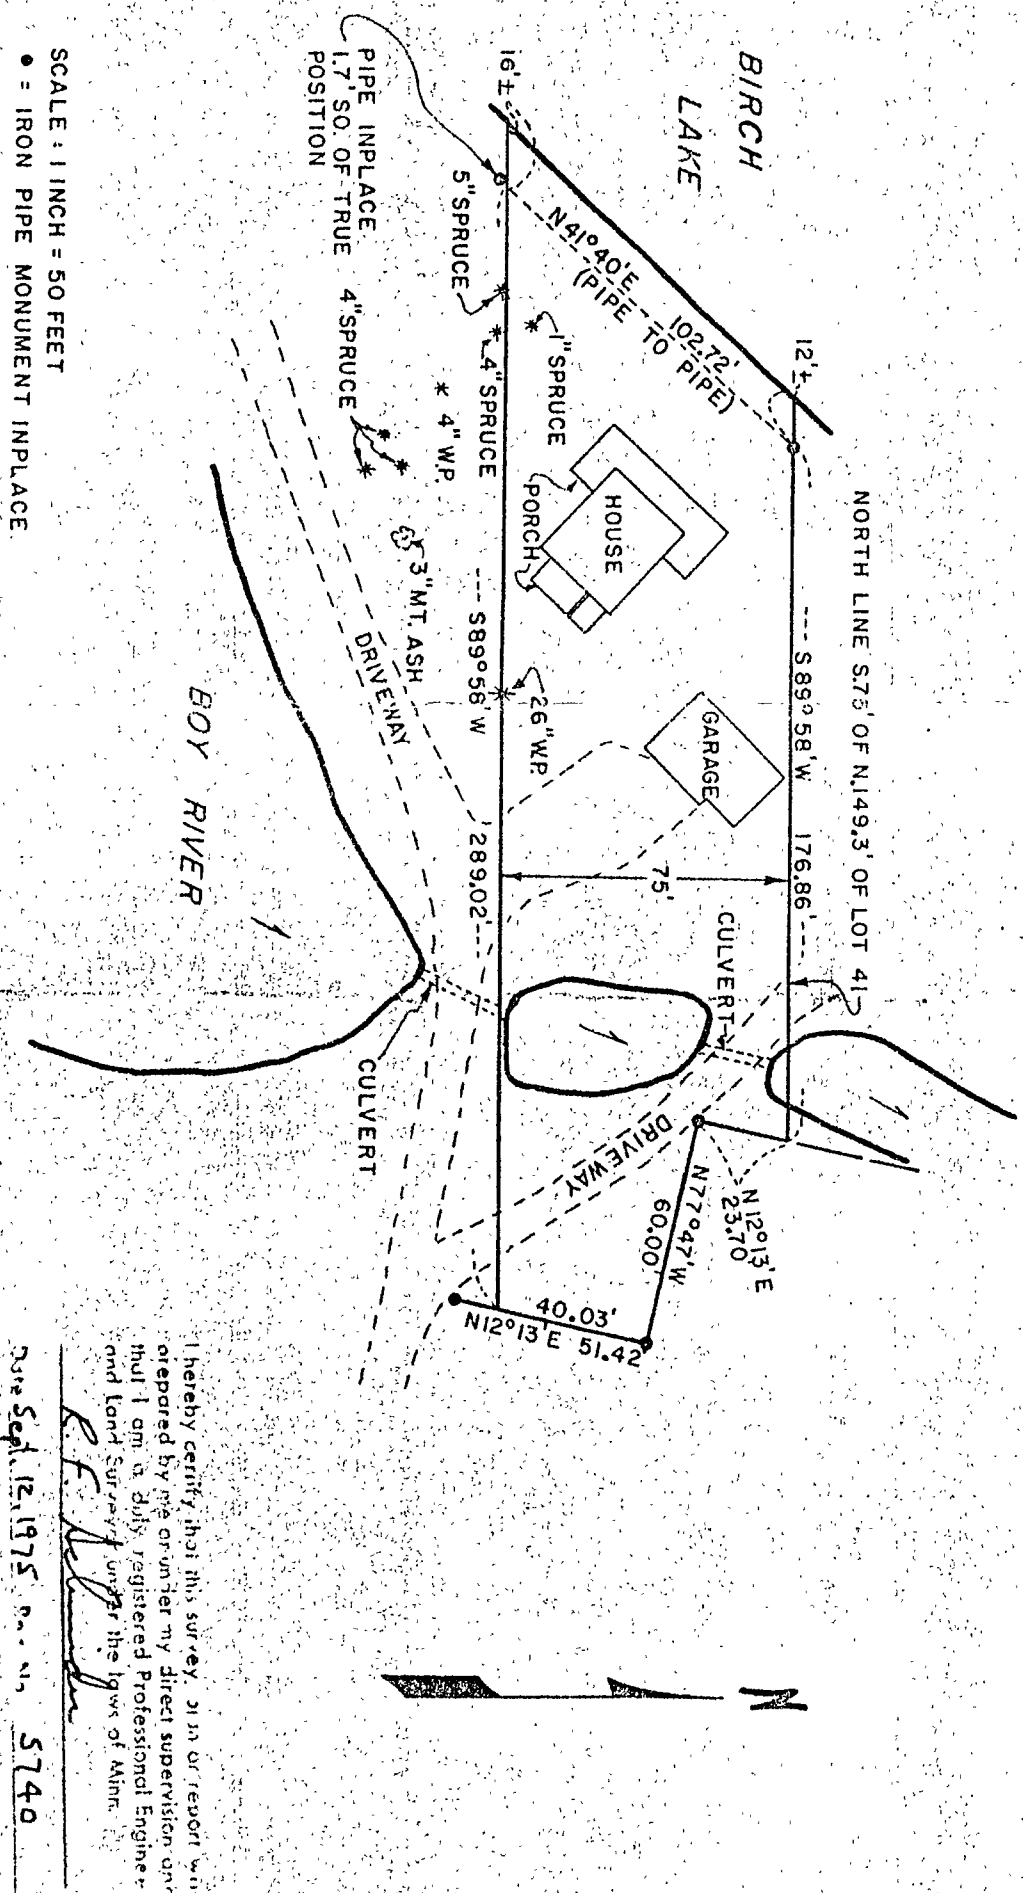 BIRCH
LAKE
16'±
12'±
N41°40'E 102.72'
(PIPE TO PIPE)
NORTH LINE S.75' OF N.149.3' OF LOT 41
--- S89°58'W 176.86' ---
PIPE INPLACE
1.7' SO. OF TRUE
POSITION
5" SPRUCE
1" SPRUCE
4" SPRUCE
4" W.P.
4" SPRUCE
3" MT. ASH
HOUSE
PORCH
GARAGE
26" W.P.
--- S89°58'W 289.02' ---
75'
CULVERT
DRIVEWAY
BOY RIVER
CULVERT
DRIVEWAY
N12°13'E
23.70'
N77°47'W
60.00'
40.03'
N12°13'E 51.42
N
SCALE : 1 INCH = 50 FEET
● = IRON PIPE MONUMENT INPLACE
I hereby certify that this survey, or report
prepared by me or under my direct supervision and
that I am a duly registered Professional Engineer
and Land Surveyor under the laws of Minn.
R. F.
Date Sept. 12, 1975 5740